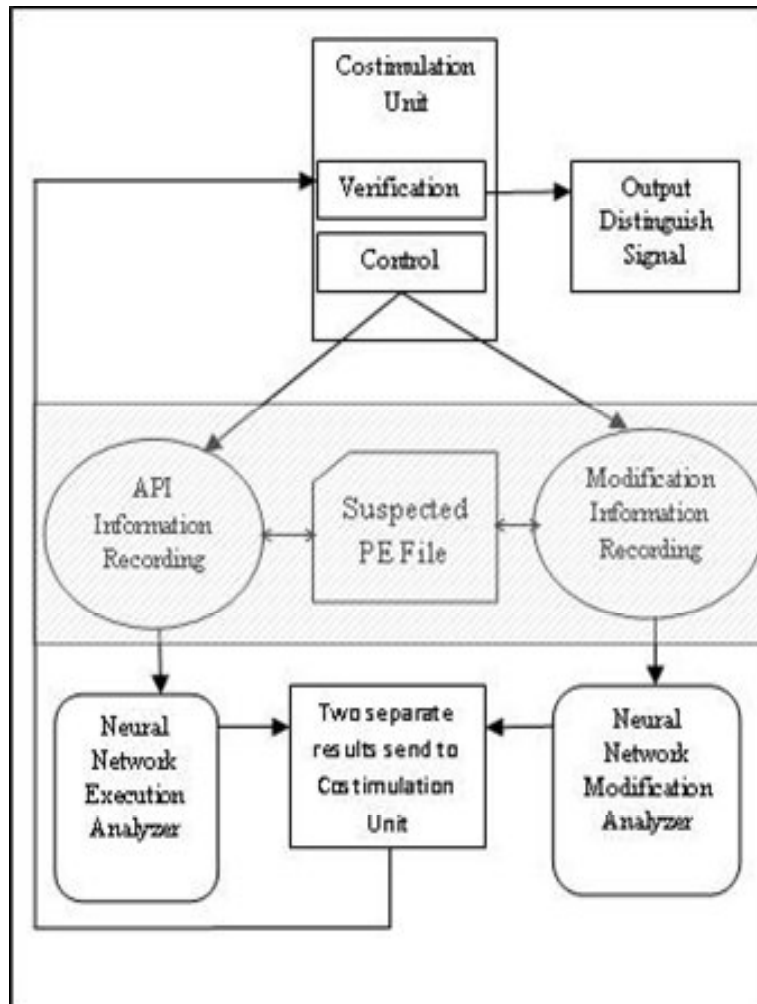 Costimulation
Unit
Verification
Control
Output
Distinguish
Signal
API
Information
Recording
Suspected
PE File
Modification
Information
Recording
Neural
Network
Execution
Analyzer
Two separate
results send to
Costimulation
Unit
Neural
Network
Modification
Analyzer